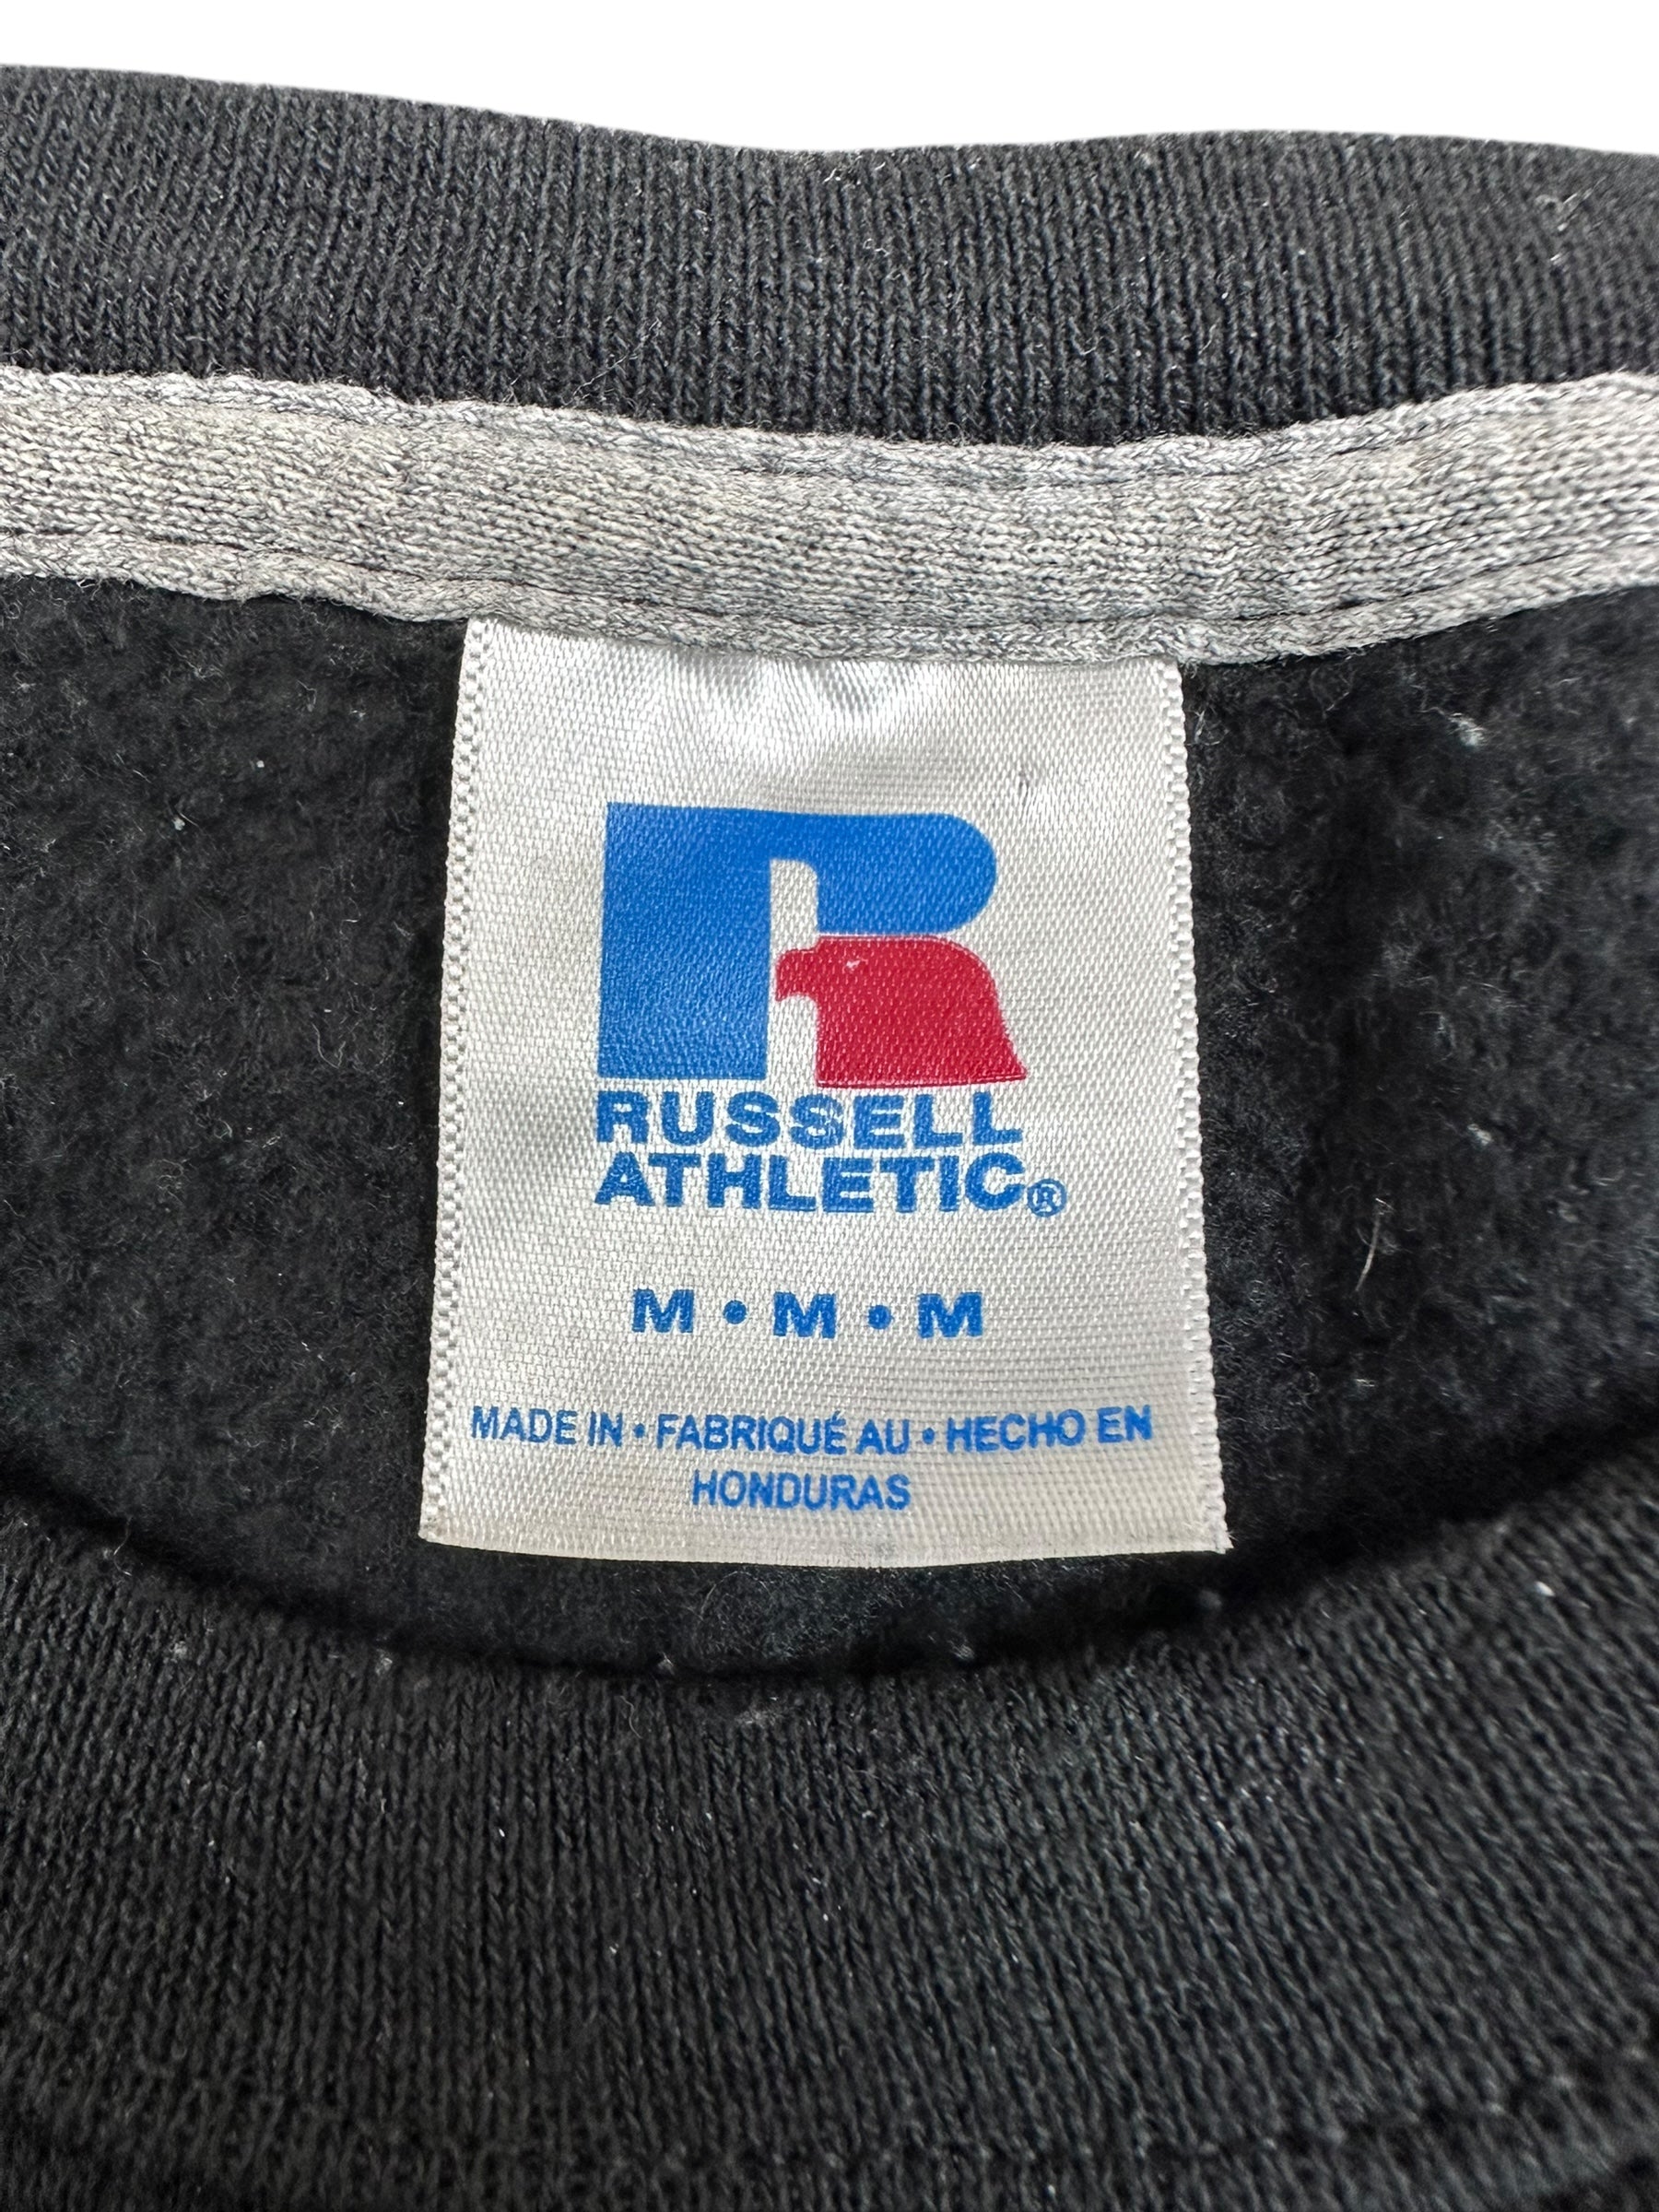 RUSSELL
ATHLETIC®
M • M • M
MADE IN • FABRIQUÉ AU • HECHO EN
HONDURAS